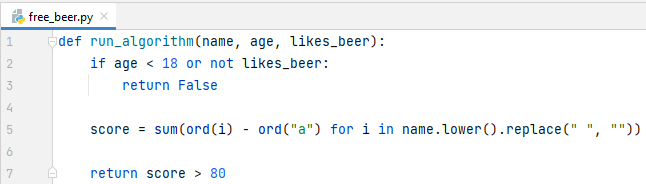 free_beer.py
1 def run_algorithm(name, age, likes_beer):
2     if age < 18 or not likes_beer:
3         return False
4
5     score = sum(ord(i) - ord("a") for i in name.lower().replace(" ", ""))
6
7     return score > 80